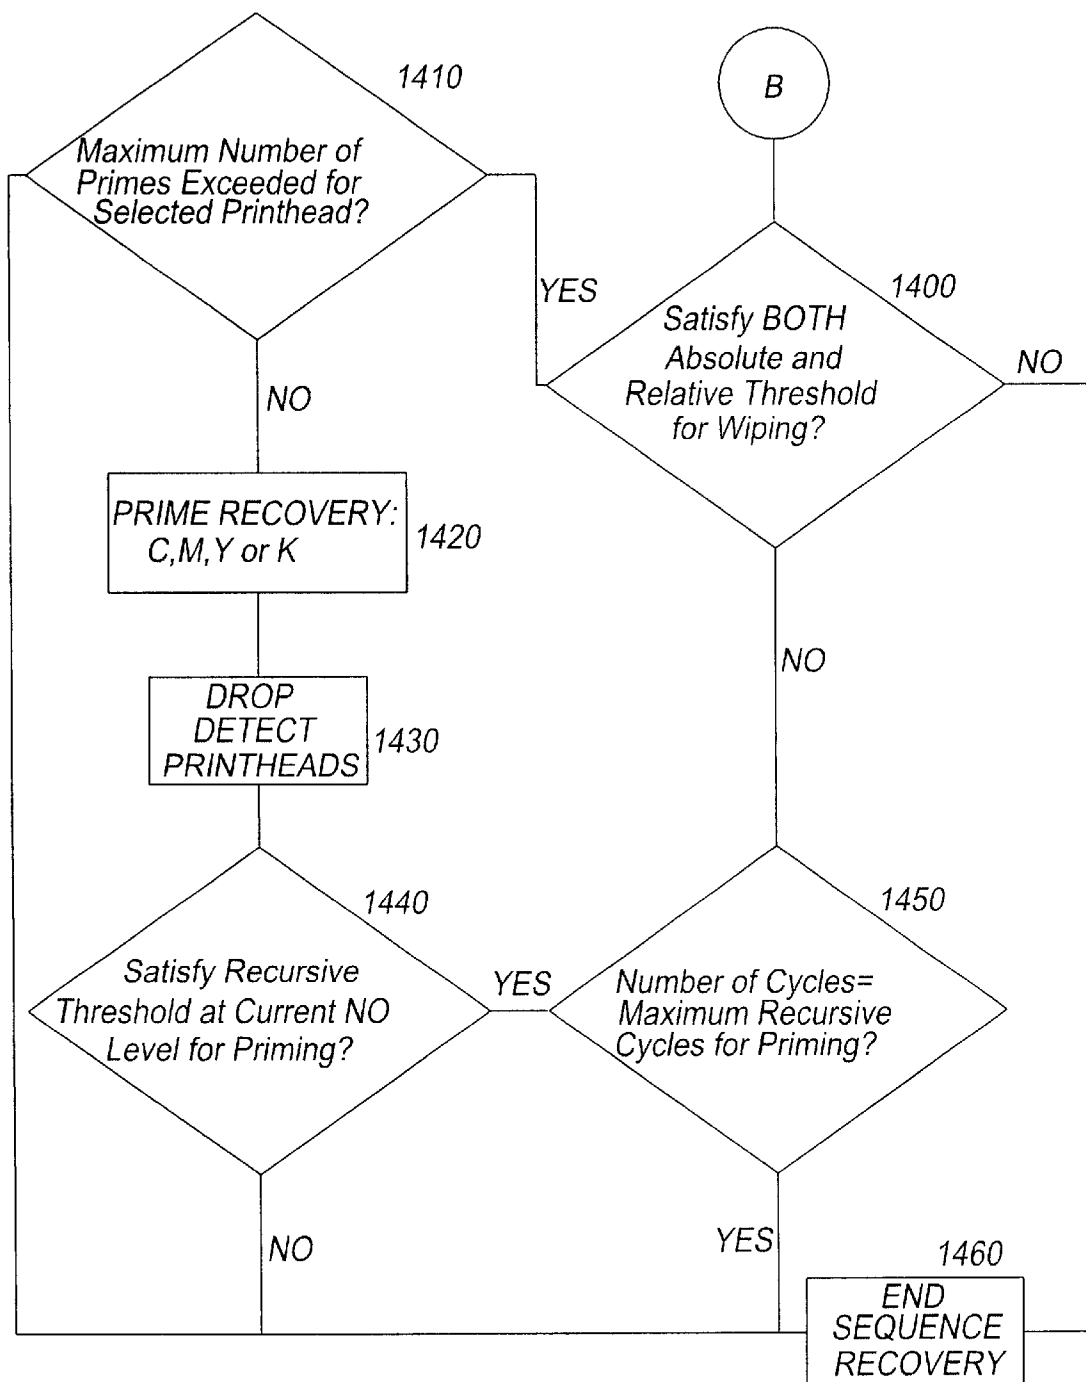 1410
Maximum Number of
Primes Exceeded for
Selected Printhead?
B
YES
1400
Satisfy BOTH
Absolute and
Relative Threshold
for Wiping?
NO
NO
PRIME RECOVERY:
C,M,Y or K
1420
NO
DROP
DETECT
PRINTHEADS
1430
1440
Satisfy Recursive
Threshold at Current NO
Level for Priming?
YES
1450
Number of Cycles=
Maximum Recursive
Cycles for Priming?
NO
YES
1460
END
SEQUENCE
RECOVERY